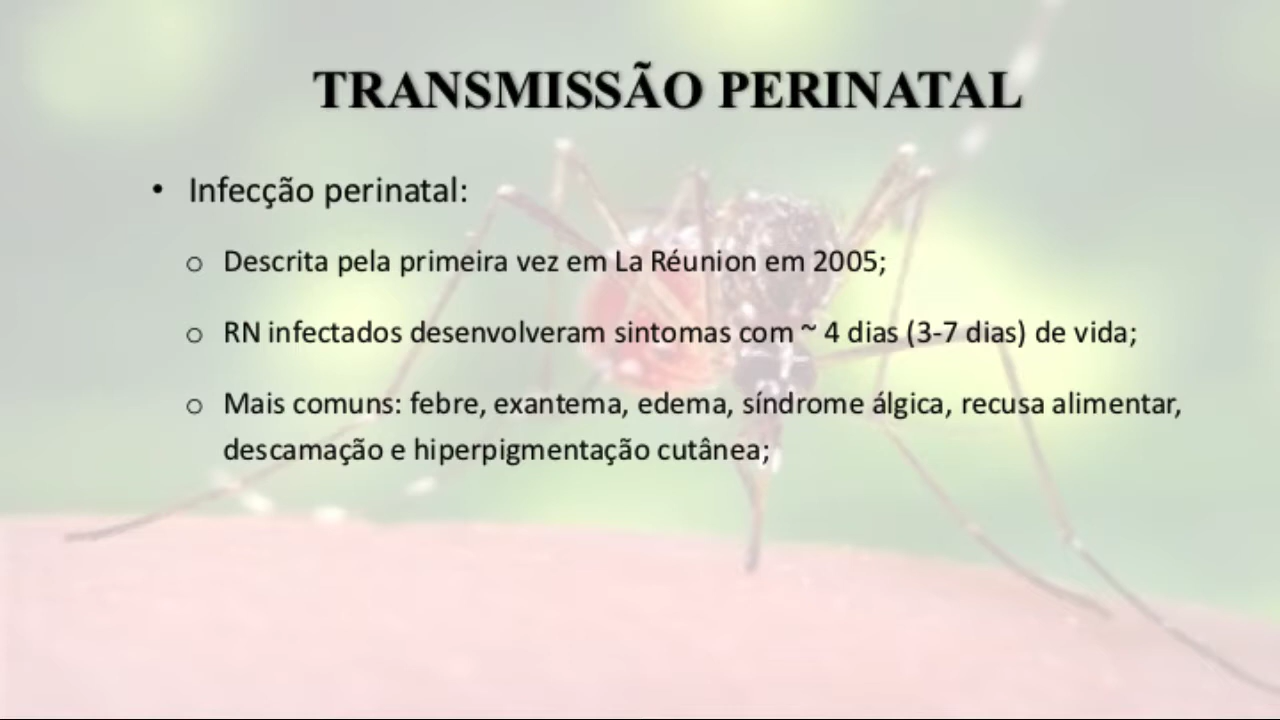 TRANSMISSÃO PERINATAL
• Infecção perinatal:
o Descrita pela primeira vez em La Réunion em 2005;
o RN infectados desenvolveram sintomas com ~ 4 dias (3-7 dias) de vida;
o Mais comuns: febre, exantema, edema, síndrome álgica, recusa alimentar,
descamação e hiperpigmentação cutânea;